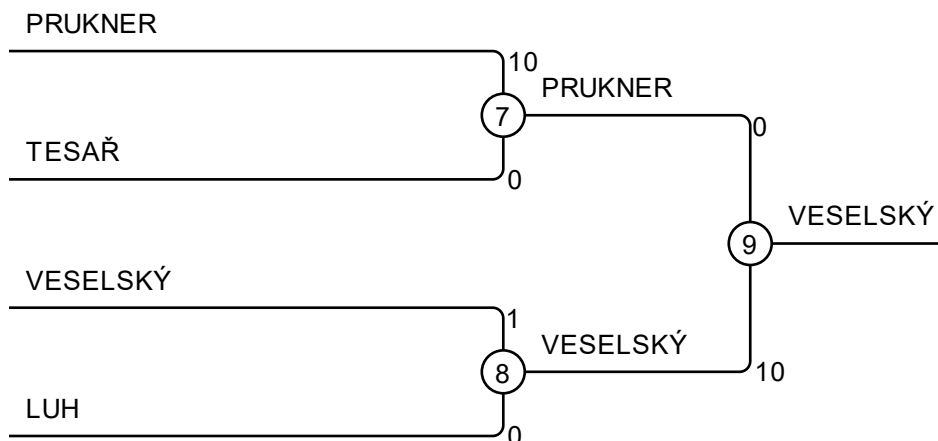 PRUKNER
10
7
PRUKNER
0
TESAŘ
0
9
VESELSKÝ
VESELSKÝ
1
8
VESELSKÝ
10
LUH
0